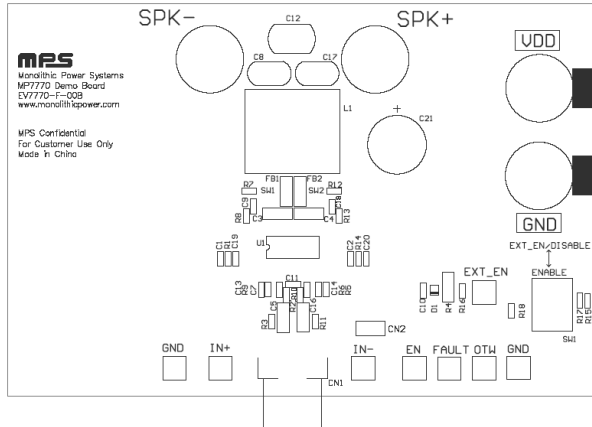 SPK-
SPK+
C12
VDD
C8
C17
mps
Monolithic Power Systems
MP7770 Demo Board
EV7770-F-00B
www.monolithicpower.com
L1
C21
MPS Confidential
For Customer Use Only
Made in China
FB1
FB2
R7
SW1
SW2
R12
C9
C18
R8
C3
C4
R13
GND
U1
C1
R1
C19
C2
R14
C20
EXT_EN/DISABLE
EXT_EN
ENABLE
C11
C13
R9
C7
R10
C14
R6
R5
C10
D1
R4
R16
C6
R2
C16
R3
R11
R18
R17
R15
CN2
SW1
GND
IN+
IN-
EN
FAULT
OTW
GND
CN1